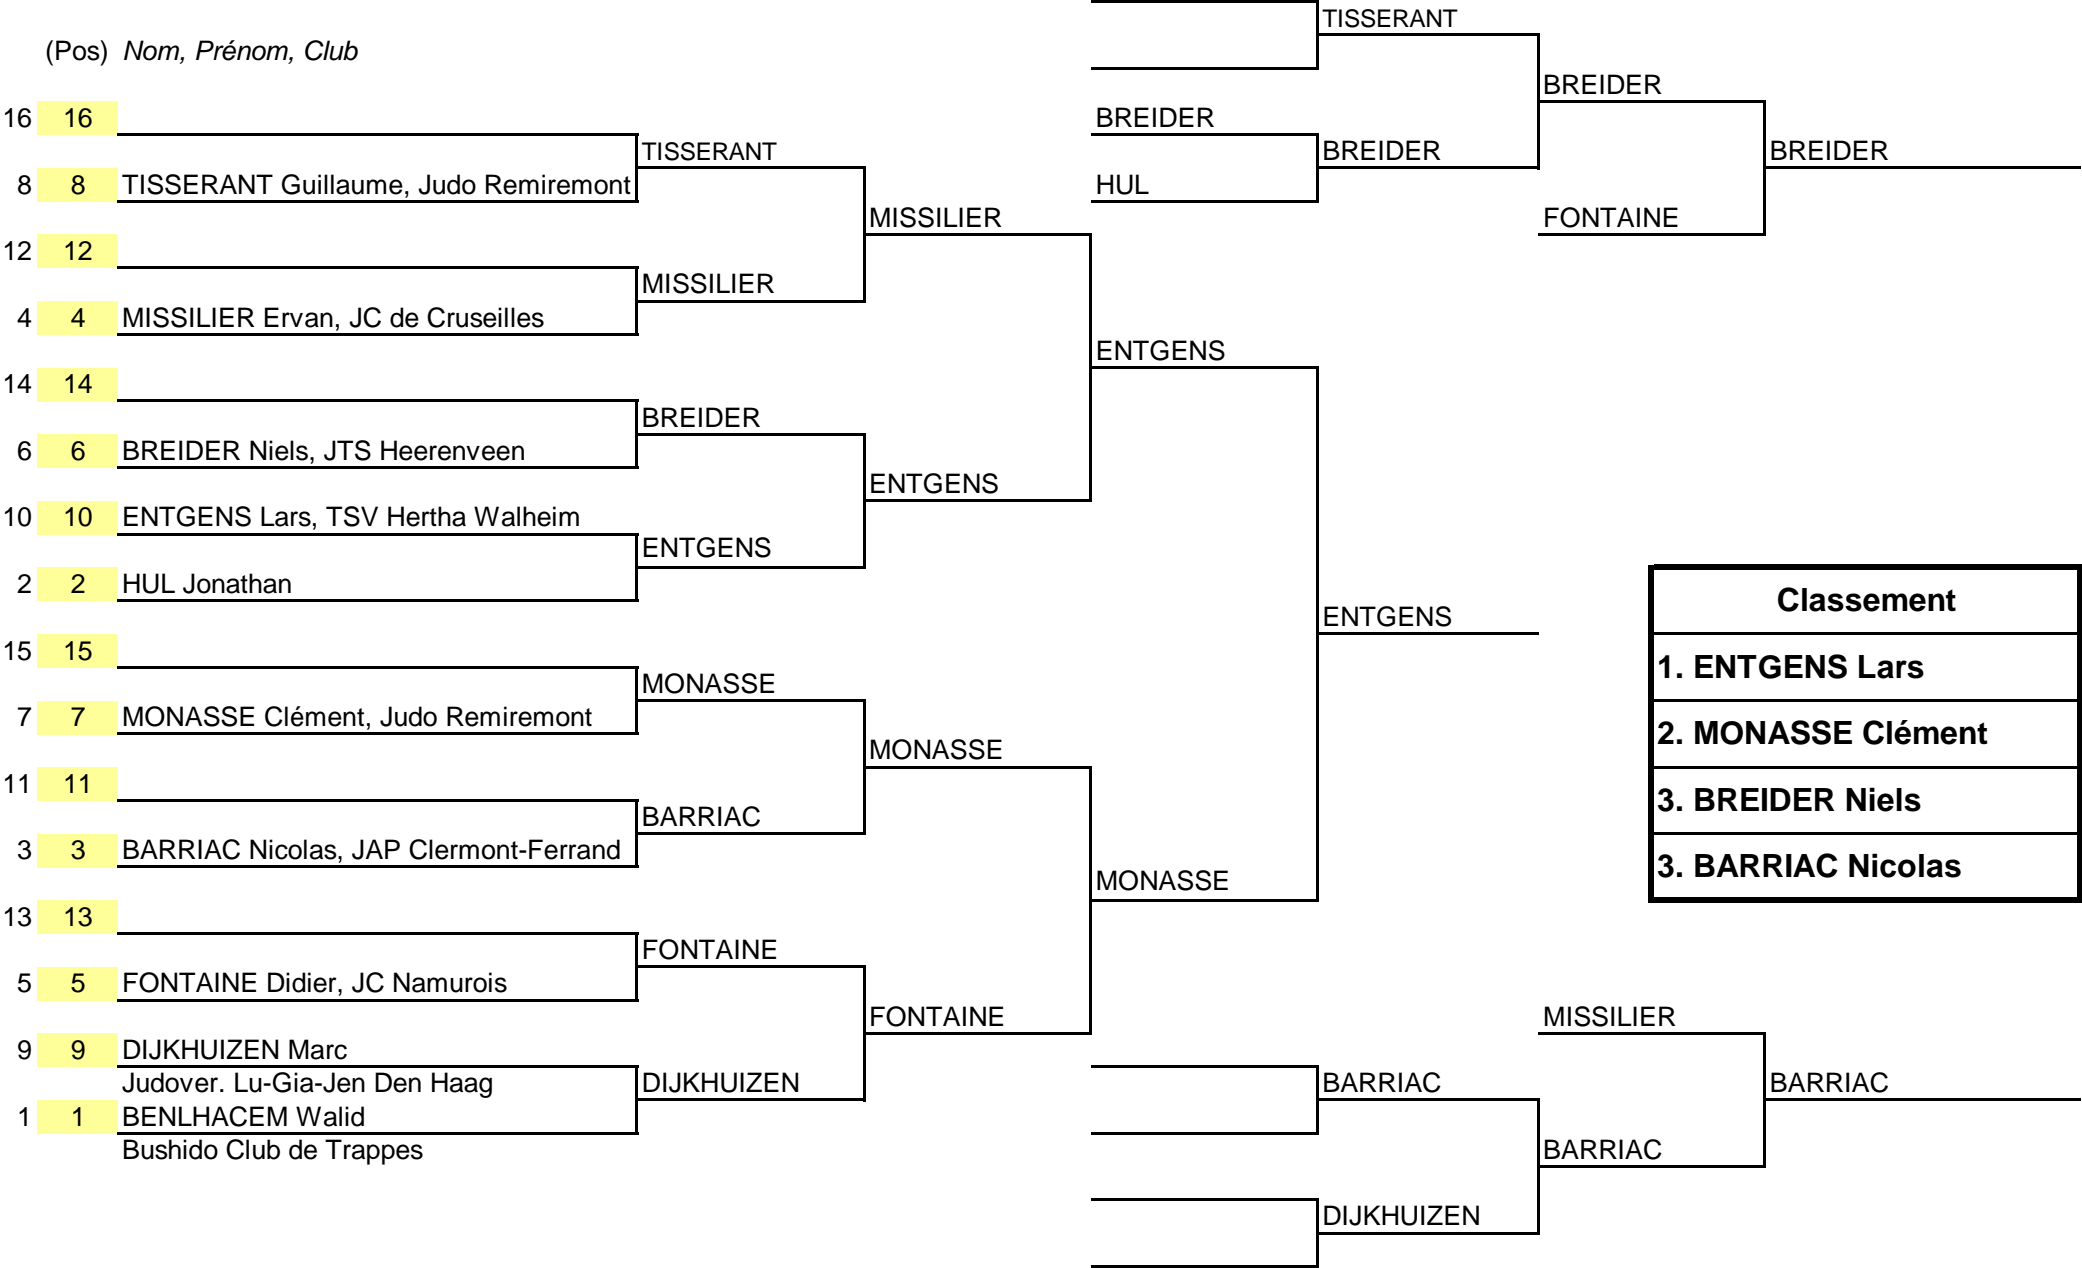 TISSERANT
(Pos) Nom, Prénom, Club
BREIDER
16 16
BREIDER
TISSERANT
BREIDER
BREIDER
8 8 TISSERANT Guillaume, Judo Remiremont
HUL
MISSILIER
FONTAINE
12 12
MISSILIER
4 4 MISSILIER Ervan, JC de Cruseilles
ENTGENS
14 14
BREIDER
6 6 BREIDER Niels, JTS Heerenveen
ENTGENS
10 10 ENTGENS Lars, TSV Hertha Walheim
ENTGENS
2 2 HUL Jonathan
Classement
ENTGENS
15 15
1. ENTGENS Lars
MONASSE
7 7 MONASSE Clément, Judo Remiremont
2. MONASSE Clément
MONASSE
11 11
3. BREIDER Niels
BARRIAC
3 3 BARRIAC Nicolas, JAP Clermont-Ferrand
3. BARRIAC Nicolas
MONASSE
13 13
FONTAINE
5 5 FONTAINE Didier, JC Namurois
FONTAINE
MISSILIER
9 9 DIJKHUIZEN Marc
Judover. Lu-Gia-Jen Den Haag
DIJKHUIZEN
BARRIAC
BARRIAC
1 1 BENLHACEM Walid
Bushido Club de Trappes
BARRIAC
DIJKHUIZEN